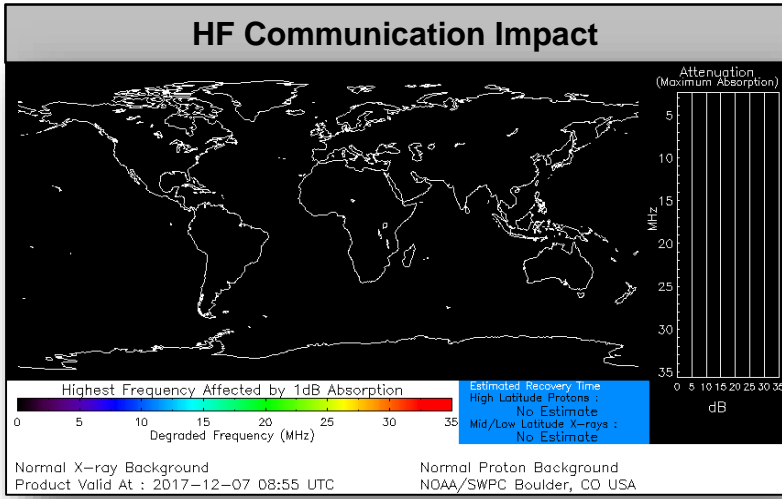 HF Communication Impact
Attenuation
(Maximum Absorption)
5
10
15
MHz
20
25
30
35
0 5 10 15 20 25 30 35
dB
Highest Frequency Affected by 1dB Absorption
0 5 10 15 20 25 30 35
Degraded Frequency (MHz)
Estimated Recovery Time
High Latitude Protons :
No Estimate
Mid/Low Latitude X-rays :
No Estimate
Normal X-ray Background
Normal Proton Background
Product Valid At : 2017-12-07 08:55 UTC
NOAA/SWPC Boulder, CO USA